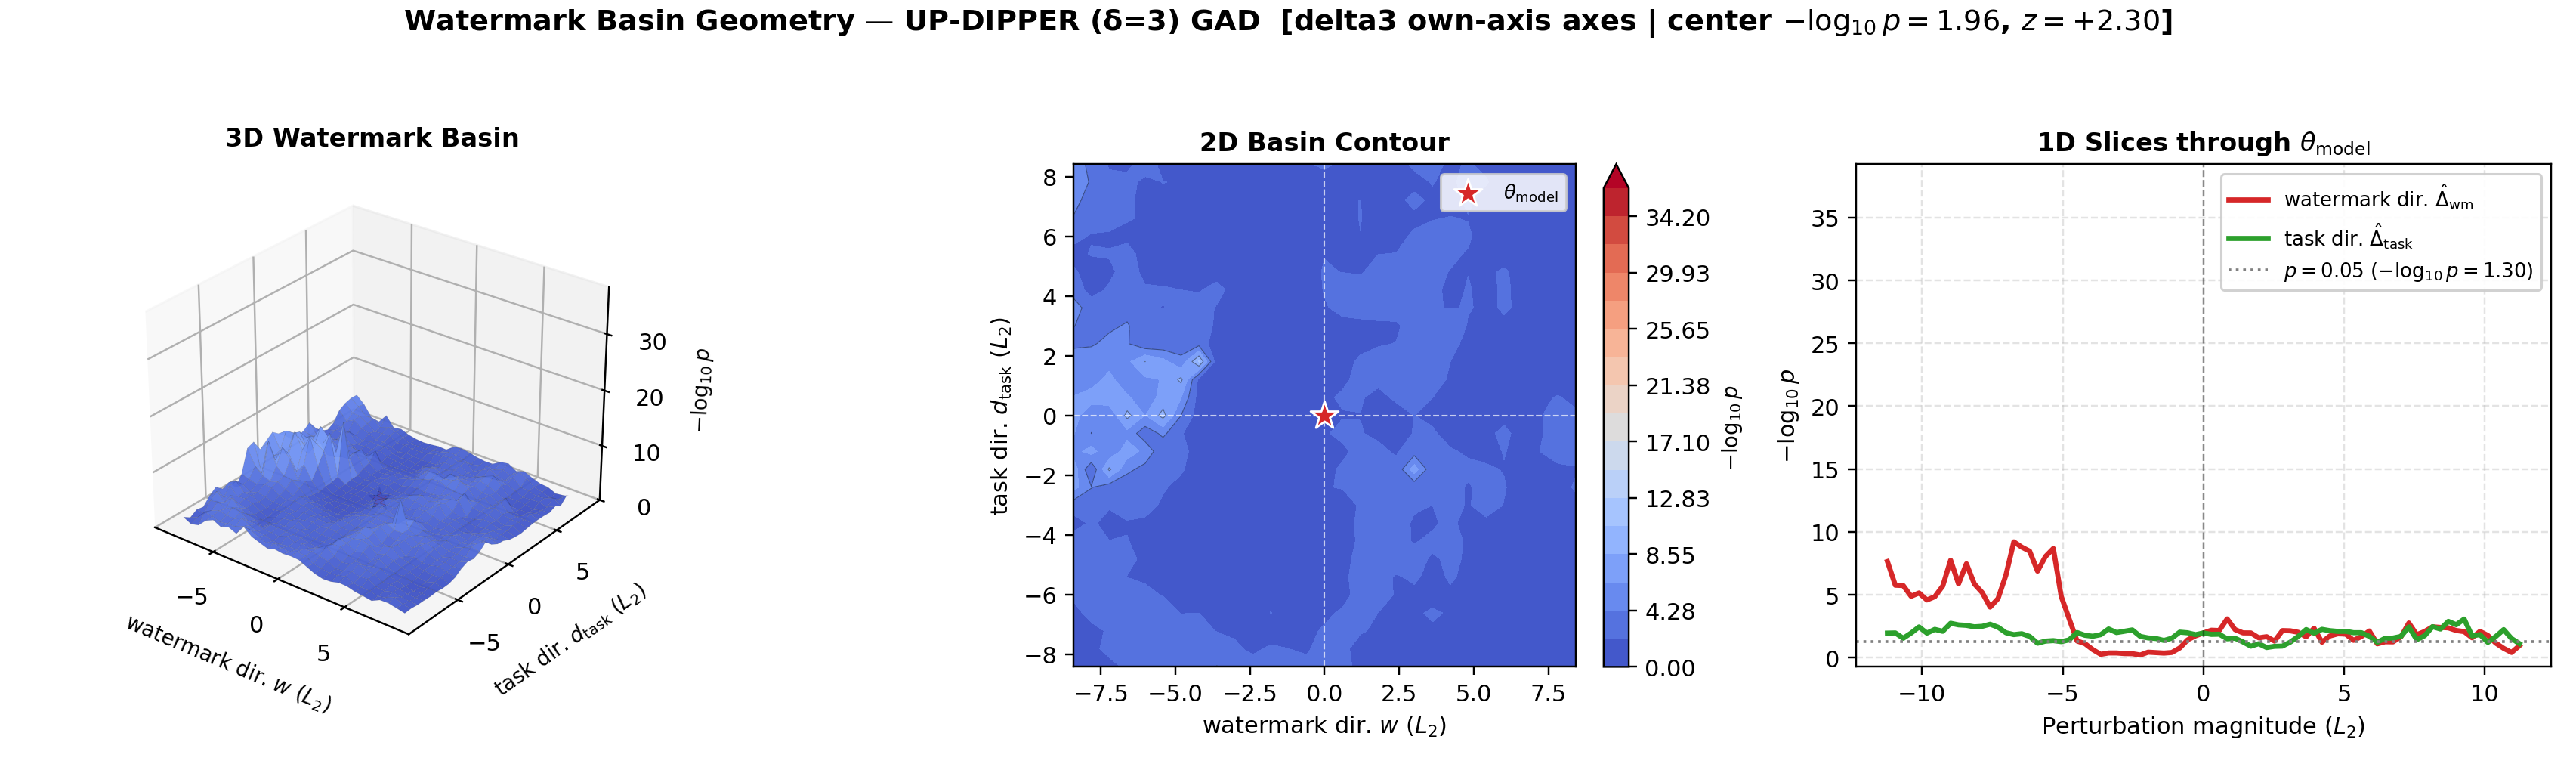 Watermark Basin Geometry — UP-DIPPER (δ=3) GAD [delta3 own-axis axes | center −log₁₀ p = 1.96, z = +2.30]
3D Watermark Basin
30
20
10
0
−log₁₀ p
−5
0
5
watermark dir. w (L₂)
−5
0
5
task dir. d_task (L₂)
2D Basin Contour
θ_model
8
6
4
2
0
−2
−4
−6
−8
task dir. d_task (L₂)
−7.5 −5.0 −2.5 0.0 2.5 5.0 7.5
watermark dir. w (L₂)
34.20
29.93
25.65
21.38
17.10
12.83
8.55
4.28
0.00
−log₁₀ p
1D Slices through θ_model
watermark dir. Δ̂_wm
task dir. Δ̂_task
p = 0.05 (−log₁₀ p = 1.30)
35
30
25
20
15
10
5
0
−log₁₀ p
−10 −5 0 5 10
Perturbation magnitude (L₂)